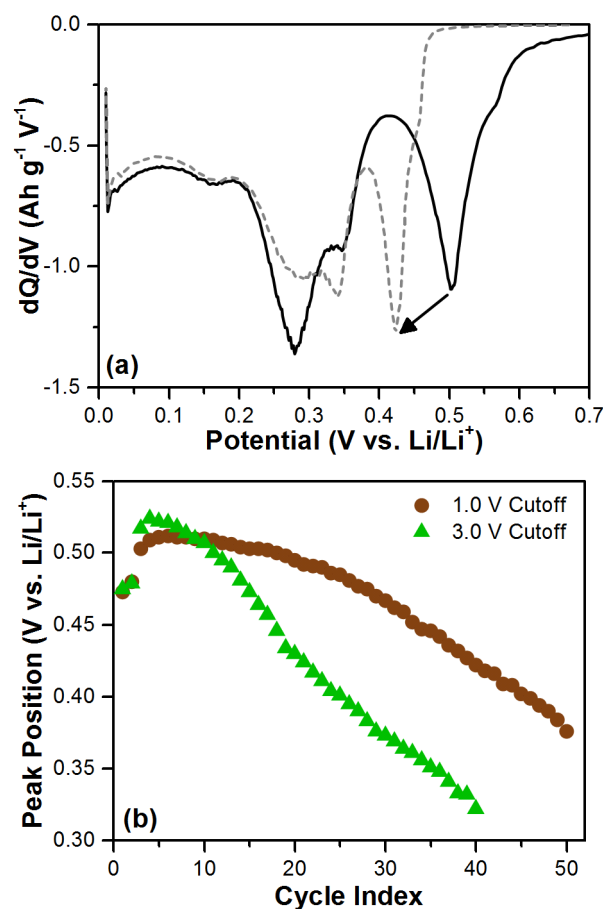 0.0
-0.5
-1.0
-1.5
dQ/dV (Ah g⁻¹ V⁻¹)
(a)
0.0 0.1 0.2 0.3 0.4 0.5 0.6 0.7
Potential (V vs. Li/Li⁺)
0.55
0.50
0.45
0.40
0.35
0.30
Peak Position (V vs. Li/Li⁺)
1.0 V Cutoff
3.0 V Cutoff
(b)
0 10 20 30 40 50
Cycle Index